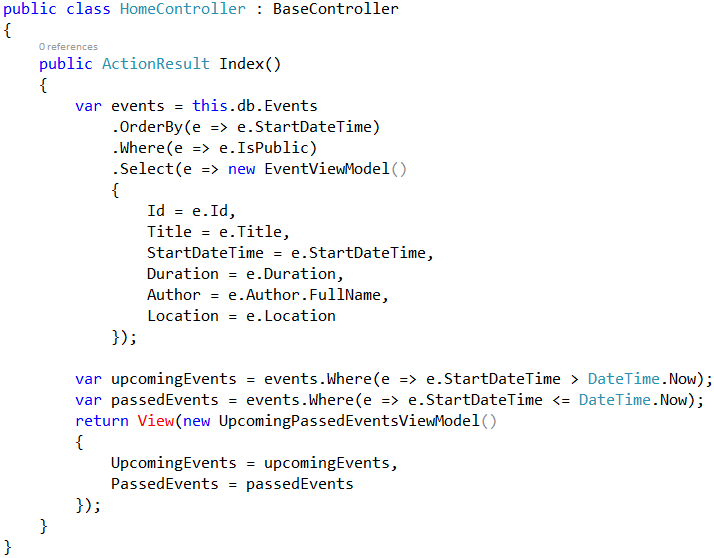 public class HomeController : BaseController
{
    0 references
    public ActionResult Index()
    {
        var events = this.db.Events
            .OrderBy(e => e.StartDateTime)
            .Where(e => e.IsPublic)
            .Select(e => new EventViewModel()
            {
                Id = e.Id,
                Title = e.Title,
                StartDateTime = e.StartDateTime,
                Duration = e.Duration,
                Author = e.Author.FullName,
                Location = e.Location
            });

        var upcomingEvents = events.Where(e => e.StartDateTime > DateTime.Now);
        var passedEvents = events.Where(e => e.StartDateTime <= DateTime.Now);
        return View(new UpcomingPassedEventsViewModel()
        {
            UpcomingEvents = upcomingEvents,
            PassedEvents = passedEvents
        });
    }
}